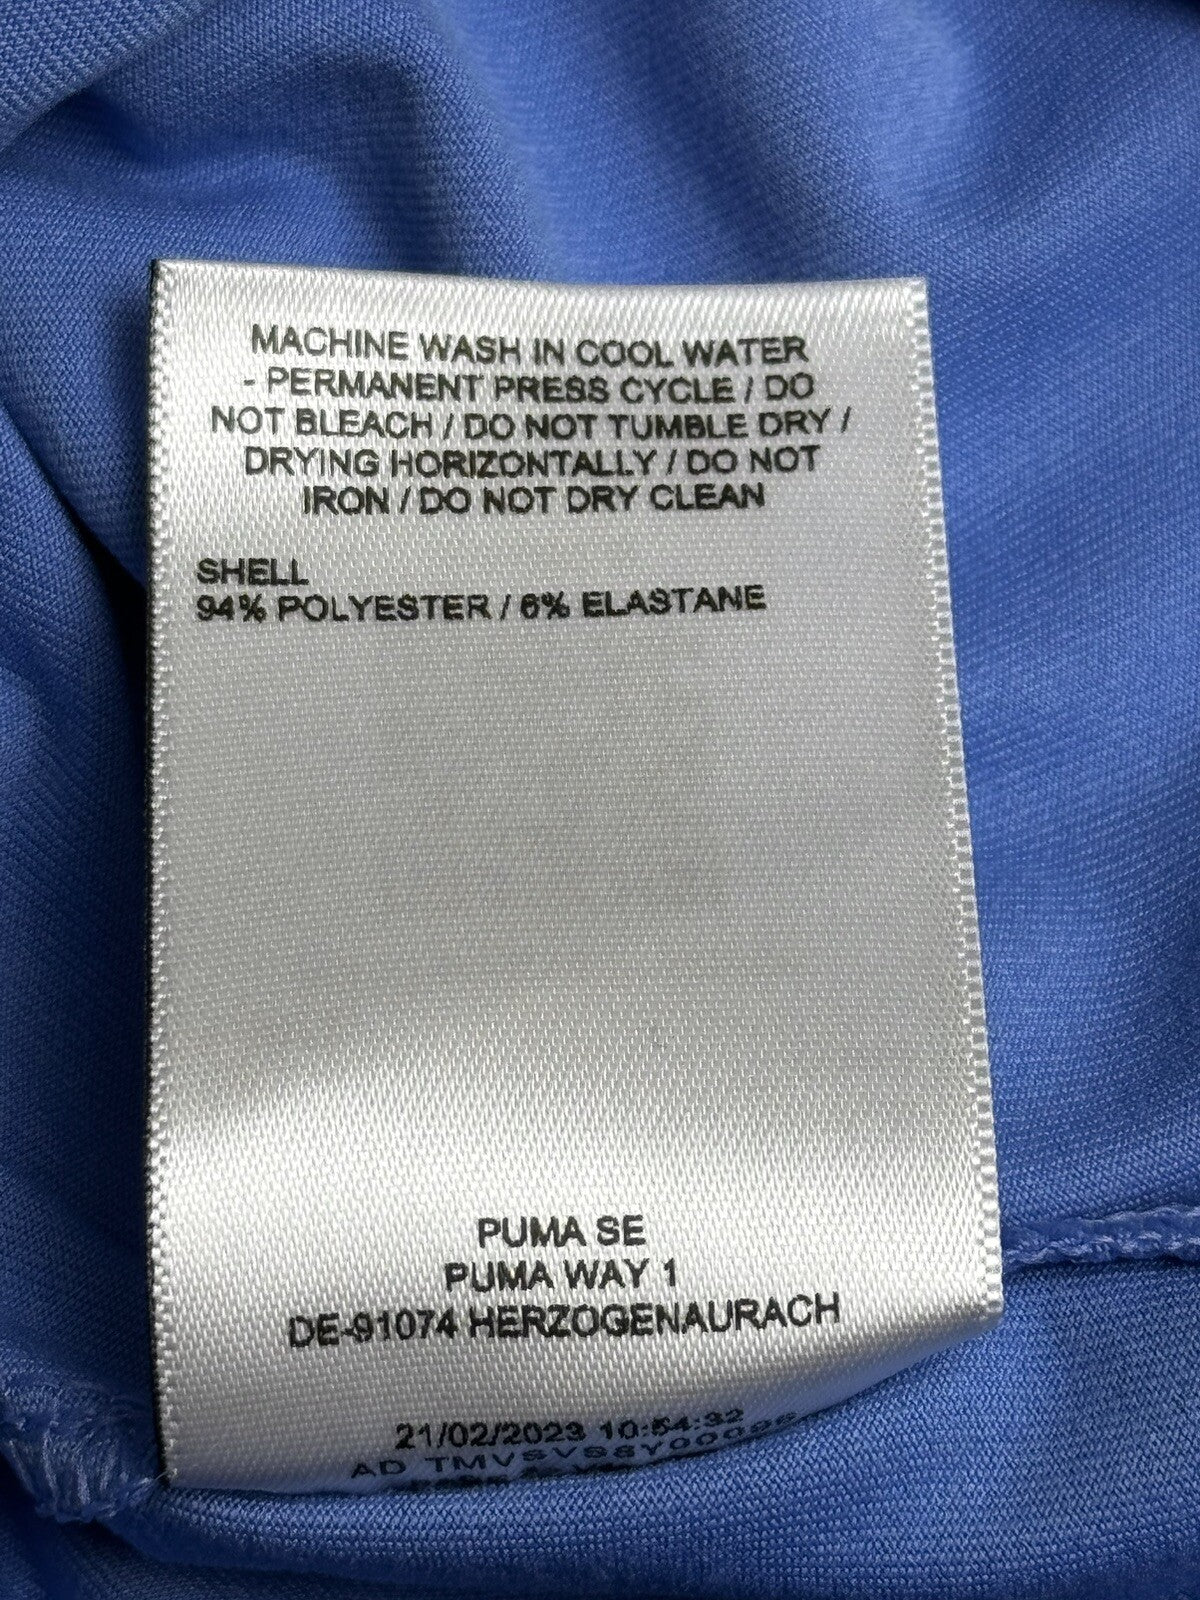 MACHINE WASH IN COOL WATER
- PERMANENT PRESS CYCLE / DO
NOT BLEACH / DO NOT TUMBLE DRY /
DRYING HORIZONTALLY / DO NOT
IRON / DO NOT DRY CLEAN
SHELL
94% POLYESTER / 6% ELASTANE
PUMA SE
PUMA WAY 1
DE-91074 HERZOGENAURACH
21/02/2023 10:54:32
AD